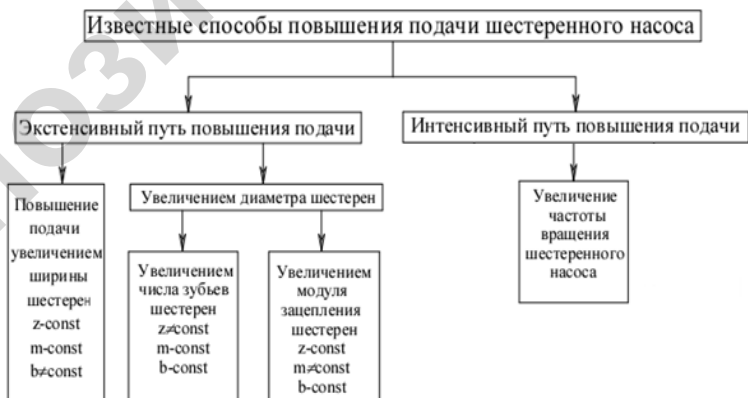 Известные способы повышения подачи шестеренного насоса
Экстенсивный путь повышения подачи
Интенсивный путь повышения подачи
Повышение
подачи
увеличением
ширины
шестерен
z-const
m-const
b≠const
Увеличением диаметра шестерен
Увеличением
числа зубьев
шестерен
z≠const
m-const
b-const
Увеличением
модуля
зацепления
шестерен
z-const
m≠const
b-const
Увеличение
частоты
вращения
шестеренного
насоса